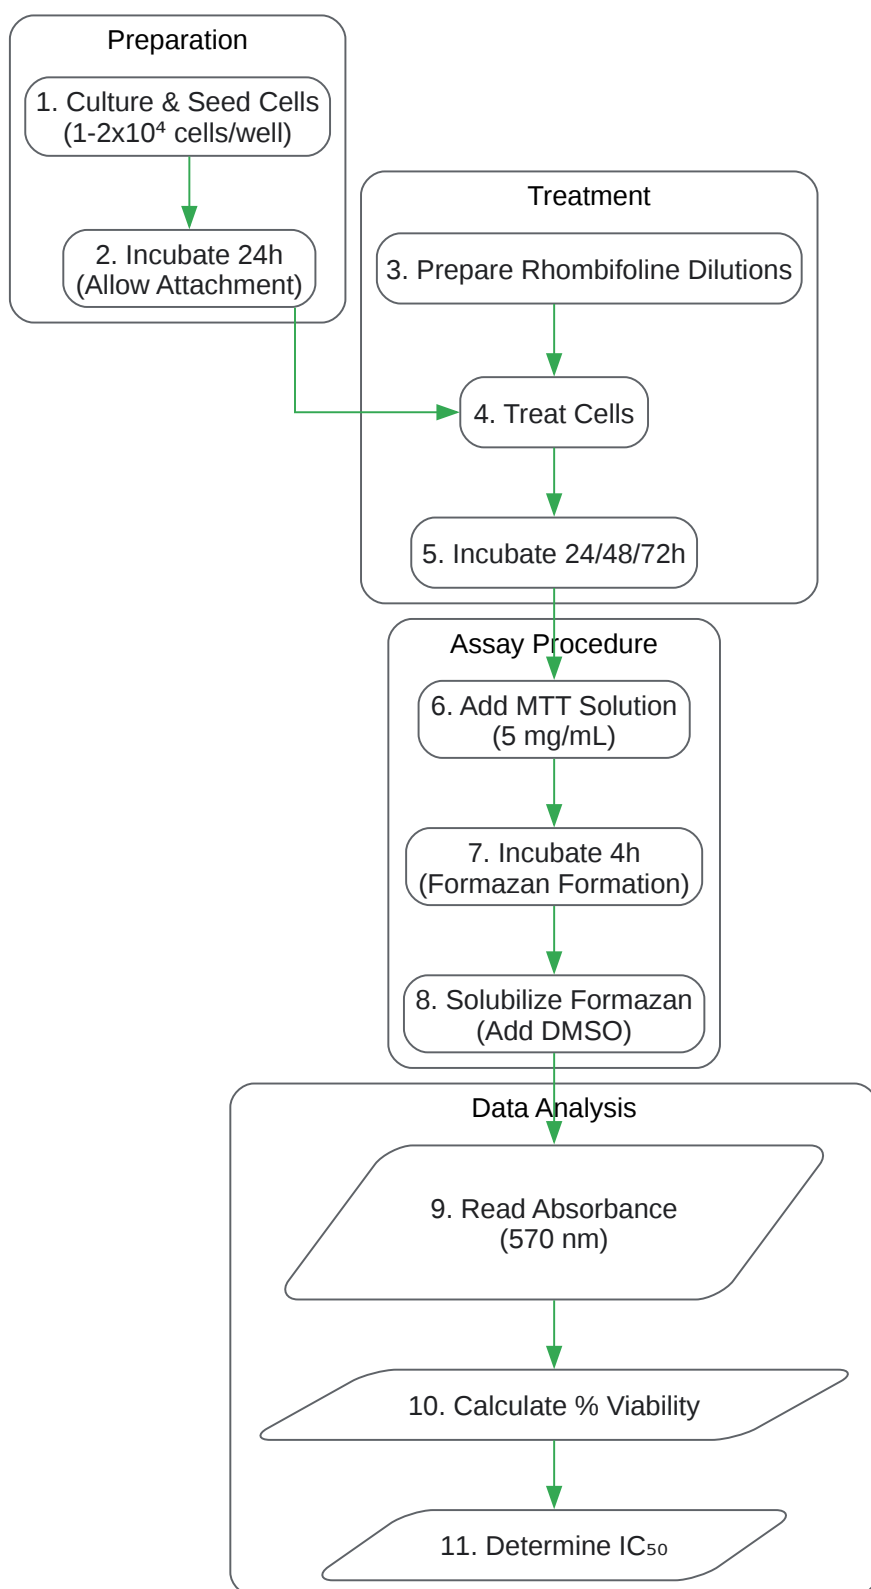 Preparation
1. Culture & Seed Cells
(1-2x10⁴ cells/well)
2. Incubate 24h
(Allow Attachment)
Treatment
3. Prepare Rhombifoline Dilutions
4. Treat Cells
5. Incubate 24/48/72h
Assay Procedure
6. Add MTT Solution
(5 mg/mL)
7. Incubate 4h
(Formazan Formation)
8. Solubilize Formazan
(Add DMSO)
Data Analysis
9. Read Absorbance
(570 nm)
10. Calculate % Viability
11. Determine IC₅₀